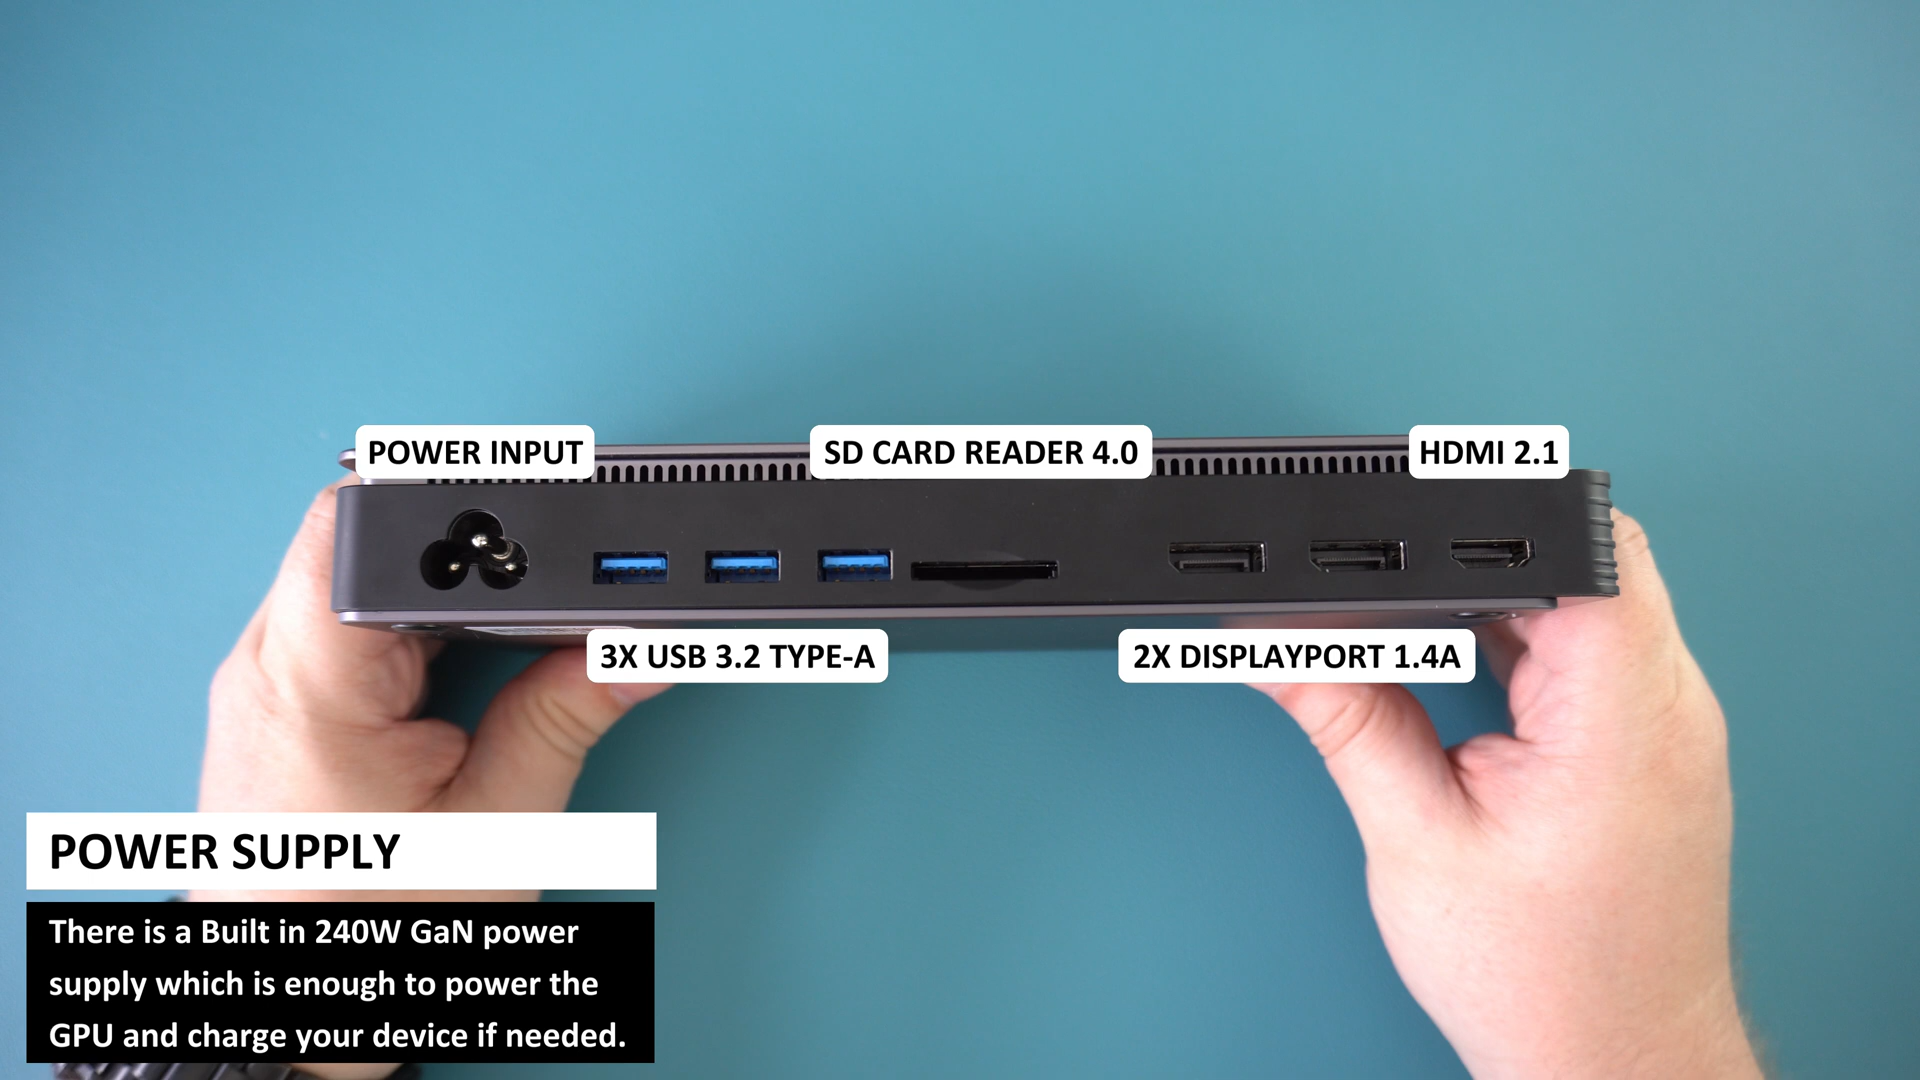 POWER INPUT
SD CARD READER 4.0
HDMI 2.1
3X USB 3.2 TYPE-A
2X DISPLAYPORT 1.4A
POWER SUPPLY
There is a Built in 240W GaN power
supply which is enough to power the
GPU and charge your device if needed.